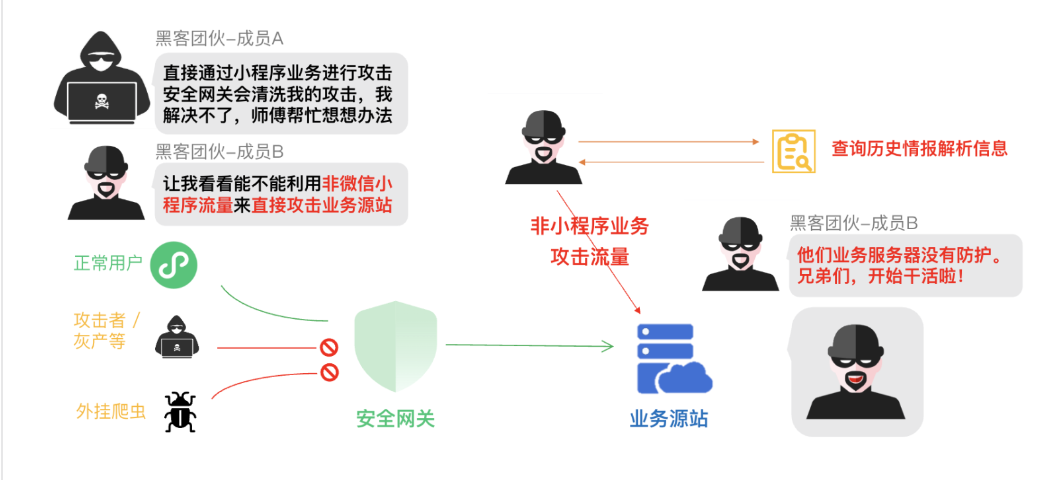 黑客团伙-成员A
直接通过小程序业务进行攻击
安全网关会清洗我的攻击，我
解决不了，师傅帮忙想想办法
黑客团伙-成员B
让我看看能不能利用非微信小
程序流量来直接攻击业务源站
查询历史情报解析信息
非小程序业务
攻击流量
黑客团伙-成员B
他们业务服务器没有防护。
兄弟们，开始干活啦！
正常用户
攻击者 /
灰产等
外挂爬虫
安全网关
业务源站